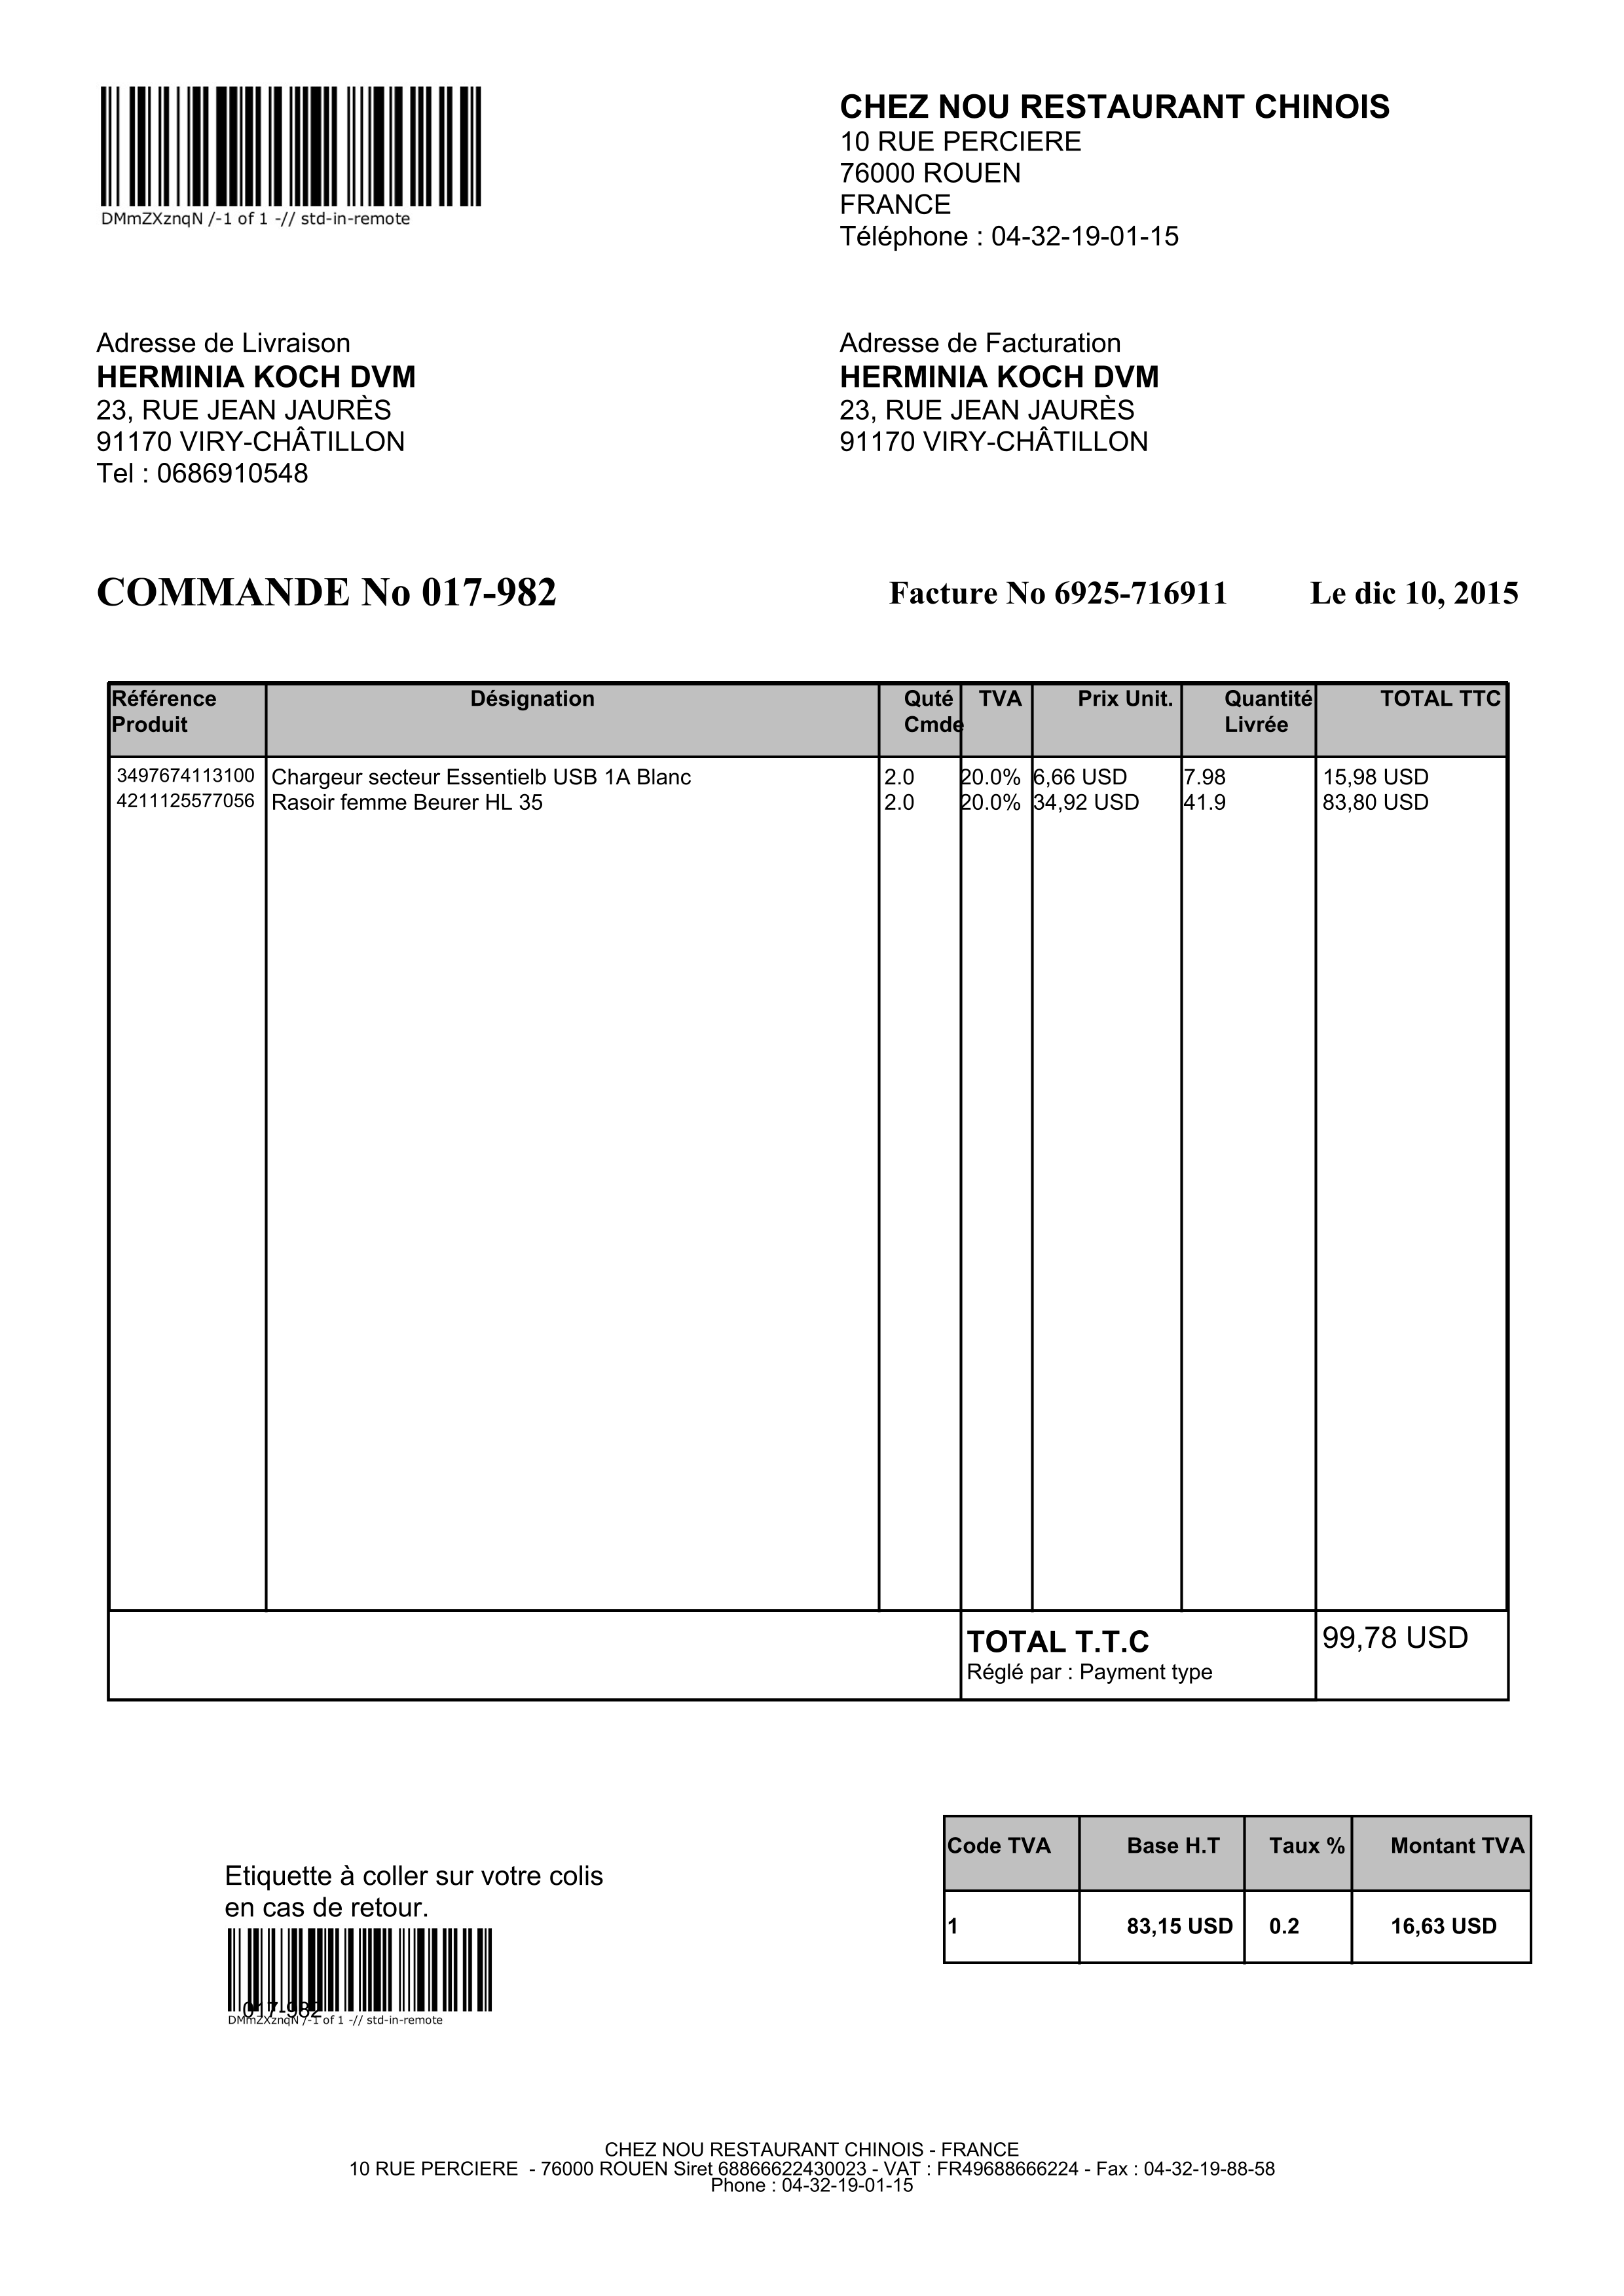 DMmZXznqN /-1 of 1 -// std-in-remote
CHEZ NOU RESTAURANT CHINOIS
10 RUE PERCIERE
76000 ROUEN
FRANCE
Téléphone : 04-32-19-01-15
Adresse de Livraison
HERMINIA KOCH DVM
23, RUE JEAN JAURÈS
91170 VIRY-CHÂTILLON
Tel : 0686910548
Adresse de Facturation
HERMINIA KOCH DVM
23, RUE JEAN JAURÈS
91170 VIRY-CHÂTILLON
COMMANDE No 017-982 Facture No 6925-716911 Le dic 10, 2015
Référence Produit Désignation Quté Cmde TVA Prix Unit. Quantité Livrée TOTAL TTC
3497674113100 Chargeur secteur Essentielb USB 1A Blanc 2.0 20.0% 6,66 USD 7.98 15,98 USD
4211125577056 Rasoir femme Beurer HL 35 2.0 20.0% 34,92 USD 41.9 83,80 USD
TOTAL T.T.C 99,78 USD
Réglé par : Payment type
Code TVA Base H.T Taux % Montant TVA
1 83,15 USD 0.2 16,63 USD
Etiquette à coller sur votre colis
en cas de retour.
017-982
DMmZXznqN /-1 of 1 -// std-in-remote
CHEZ NOU RESTAURANT CHINOIS - FRANCE
10 RUE PERCIERE - 76000 ROUEN Siret 68866622430023 - VAT : FR49688666224 - Fax : 04-32-19-88-58
Phone : 04-32-19-01-15